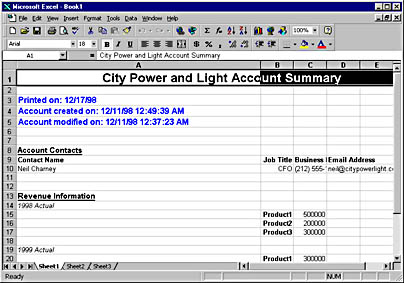 Microsoft Excel - Book1
File Edit View Insert Format Tools Data Window Help
100%
Arial 18 B I U
A1 = City Power and Light Account Summary
A B C D E
1 City Power and Light Account Summary
2
3 Printed on: 12/17/98
4 Account created on: 12/11/98 12:49:39 AM
5 Account modified on: 12/11/98 12:37:23 AM
6
7
8 Account Contacts
9 Contact Name Job Title Business Email Address
10 Neil Charney CFO (212) 555- neil@citypowerlight.c
11
12
13 Revenue Information
14 1998 Actual
15 Product1 500000
16 Product2 200000
17 Product3 300000
18
19 1999 Actual
20 Product1 300000
Sheet1 Sheet2 Sheet3
Ready NUM